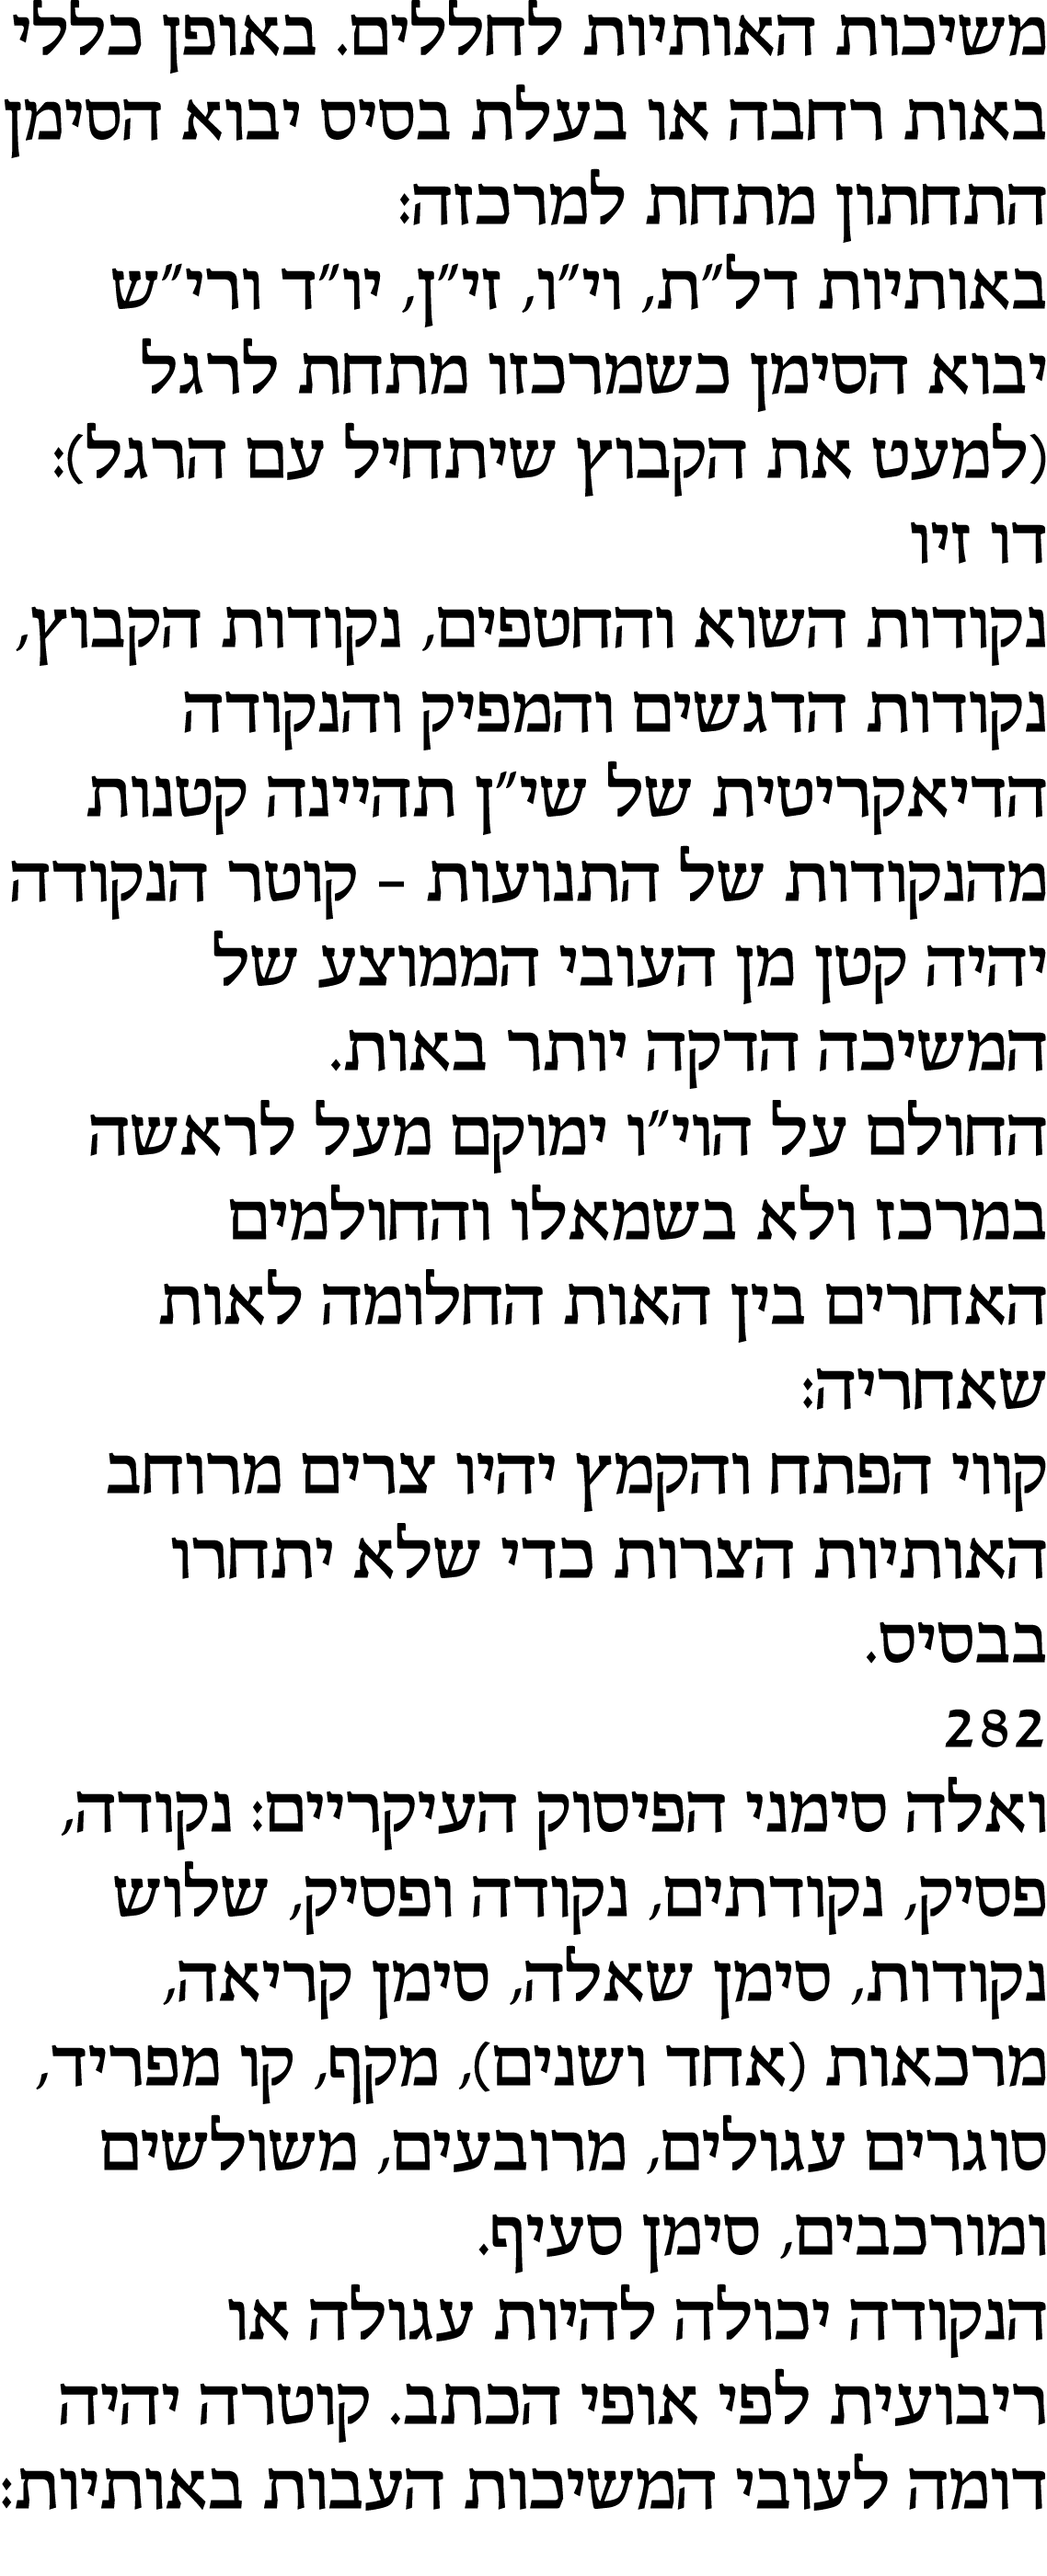 משיכות האותיות לחללים. באופן כללי
באות רחבה או בעלת בסיס יבוא הסימן
התחתון מתחת למרכזה:
באותיות דל״ת, וי״ו, זי״ן, יו״ד ורי״ש
יבוא הסימן כשמרכזו מתחת לרגל
(למעט את הקבוץ שיתחיל עם הרגל):
דו זיו
נקודות השוא והחטפים, נקודות הקבוץ,
נקודות הדגשים והמפיק והנקודה
הדיאקריטית של שי״ן תהיינה קטנות
מהנקודות של התנועות – קוטר הנקודה
יהיה קטן מן העובי הממוצע של
המשיכה הדקה יותר באות.
החולם על הוי״ו ימוקם מעל לראשה
במרכז ולא בשמאלו והחולמים
האחרים בין האות החלומה לאות
שאחריה:
קווי הפתח והקמץ יהיו צרים מרוחב
האותיות הצרות כדי שלא יתחרו
בבסיס.
282
ואלה סימני הפיסוק העיקריים: נקודה,
פסיק, נקודתים, נקודה ופסיק, שלוש
נקודות, סימן שאלה, סימן קריאה,
מרכאות (אחד ושנים), מקף, קו מפריד,
סוגרים עגולים, מרובעים, משולשים
ומורכבים, סימן סעיף.
הנקודה יכולה להיות עגולה או
ריבועית לפי אופי הכתב. קוטרה יהיה
דומה לעובי המשיכות העבות באותיות: